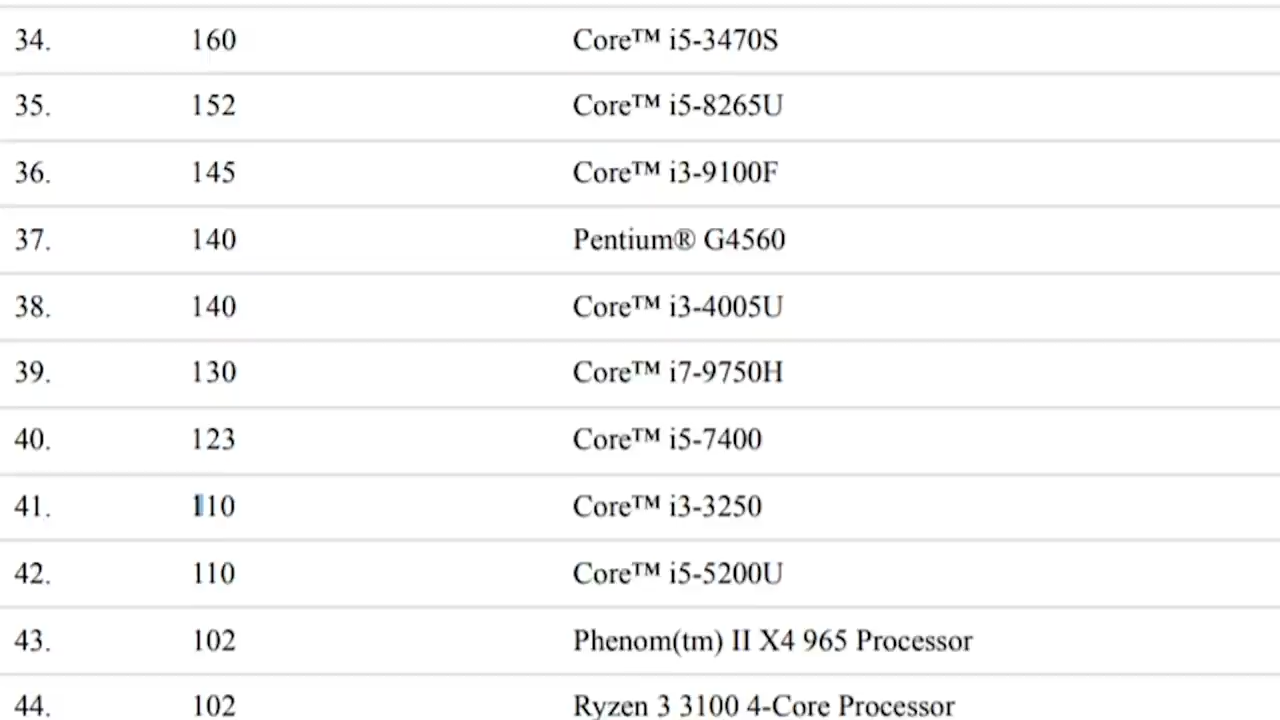 34. 160 Core™ i5-3470S
35. 152 Core™ i5-8265U
36. 145 Core™ i3-9100F
37. 140 Pentium® G4560
38. 140 Core™ i3-4005U
39. 130 Core™ i7-9750H
40. 123 Core™ i5-7400
41. 110 Core™ i3-3250
42. 110 Core™ i5-5200U
43. 102 Phenom(tm) II X4 965 Processor
44. 102 Ryzen 3 3100 4-Core Processor